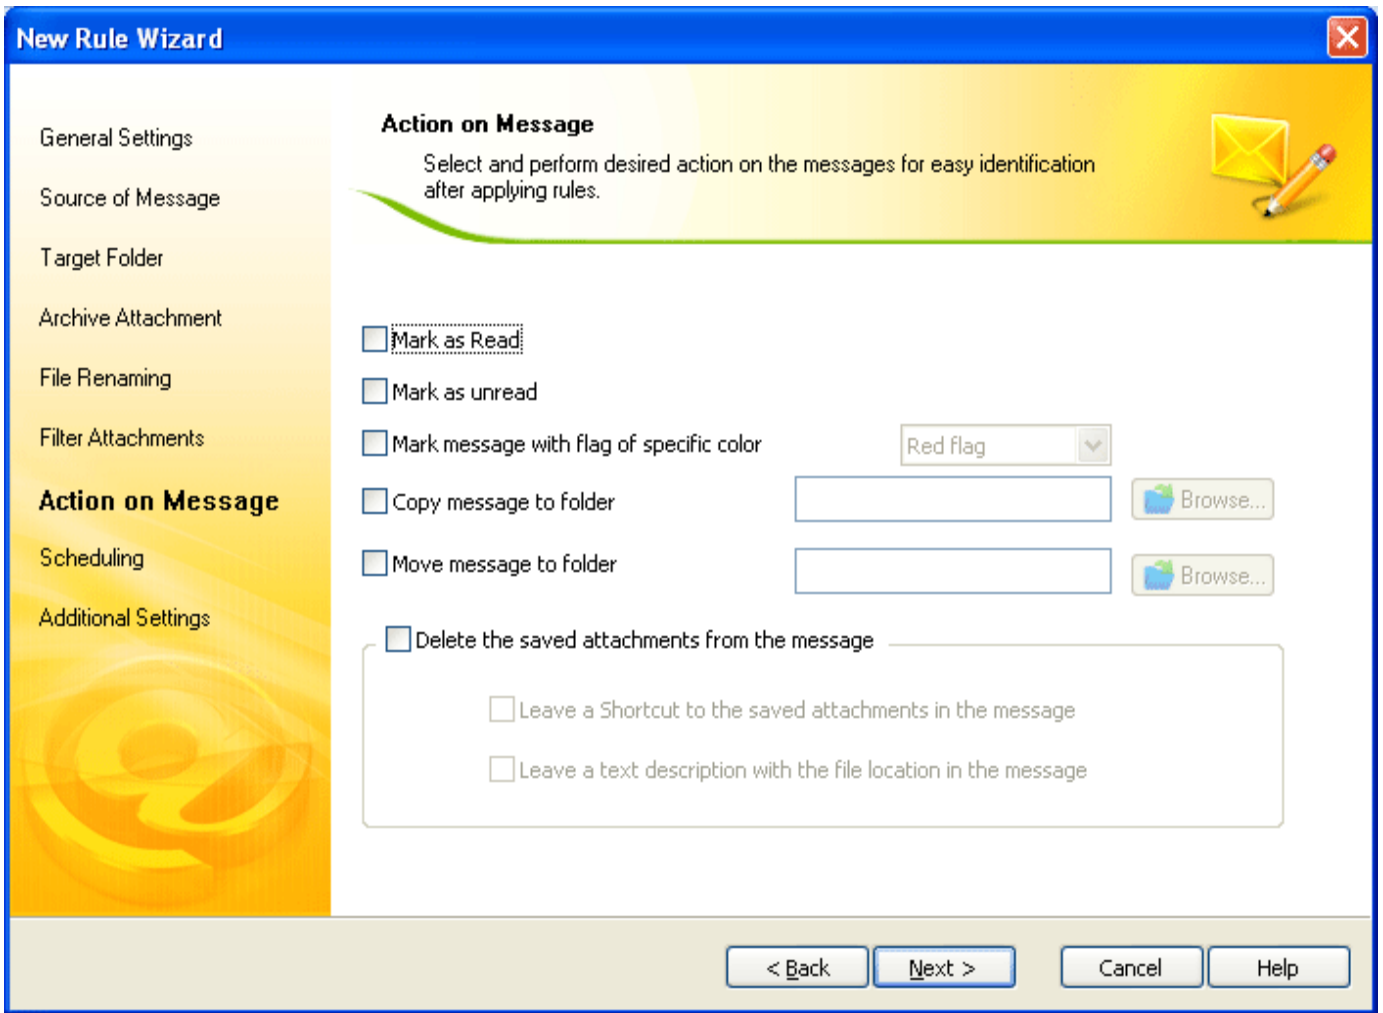 New Rule Wizard
General Settings
Source of Message
Target Folder
Archive Attachment
File Renaming
Filter Attachments
Action on Message
Scheduling
Additional Settings
Action on Message
Select and perform desired action on the messages for easy identification
after applying rules.
Mark as Read
Mark as unread
Mark message with flag of specific color
Red flag
Copy message to folder
Browse...
Move message to folder
Browse...
Delete the saved attachments from the message
Leave a Shortcut to the saved attachments in the message
Leave a text description with the file location in the message
< Back
Next >
Cancel
Help